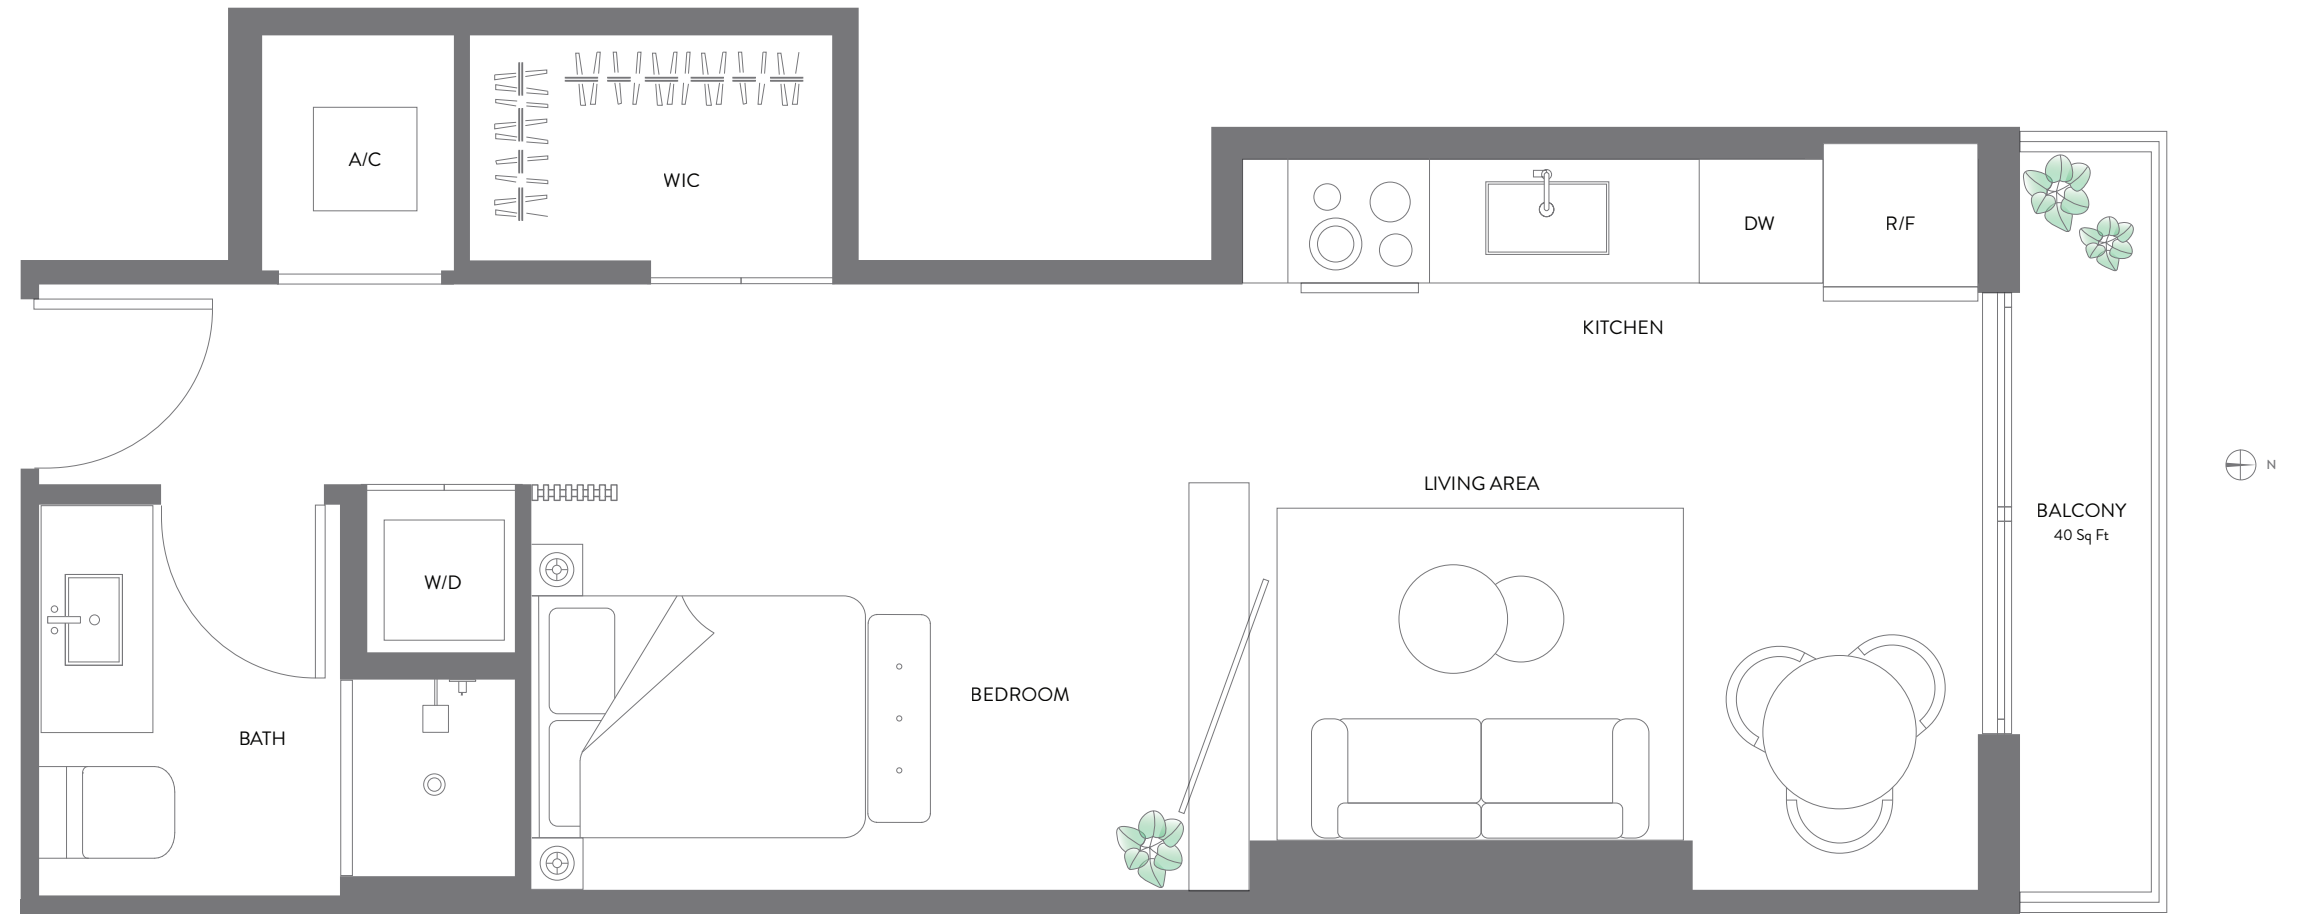 A/C
WIC
DW
R/F
KITCHEN
LIVING AREA
N
BALCONY
40 Sq Ft
W/D
BEDROOM
BATH